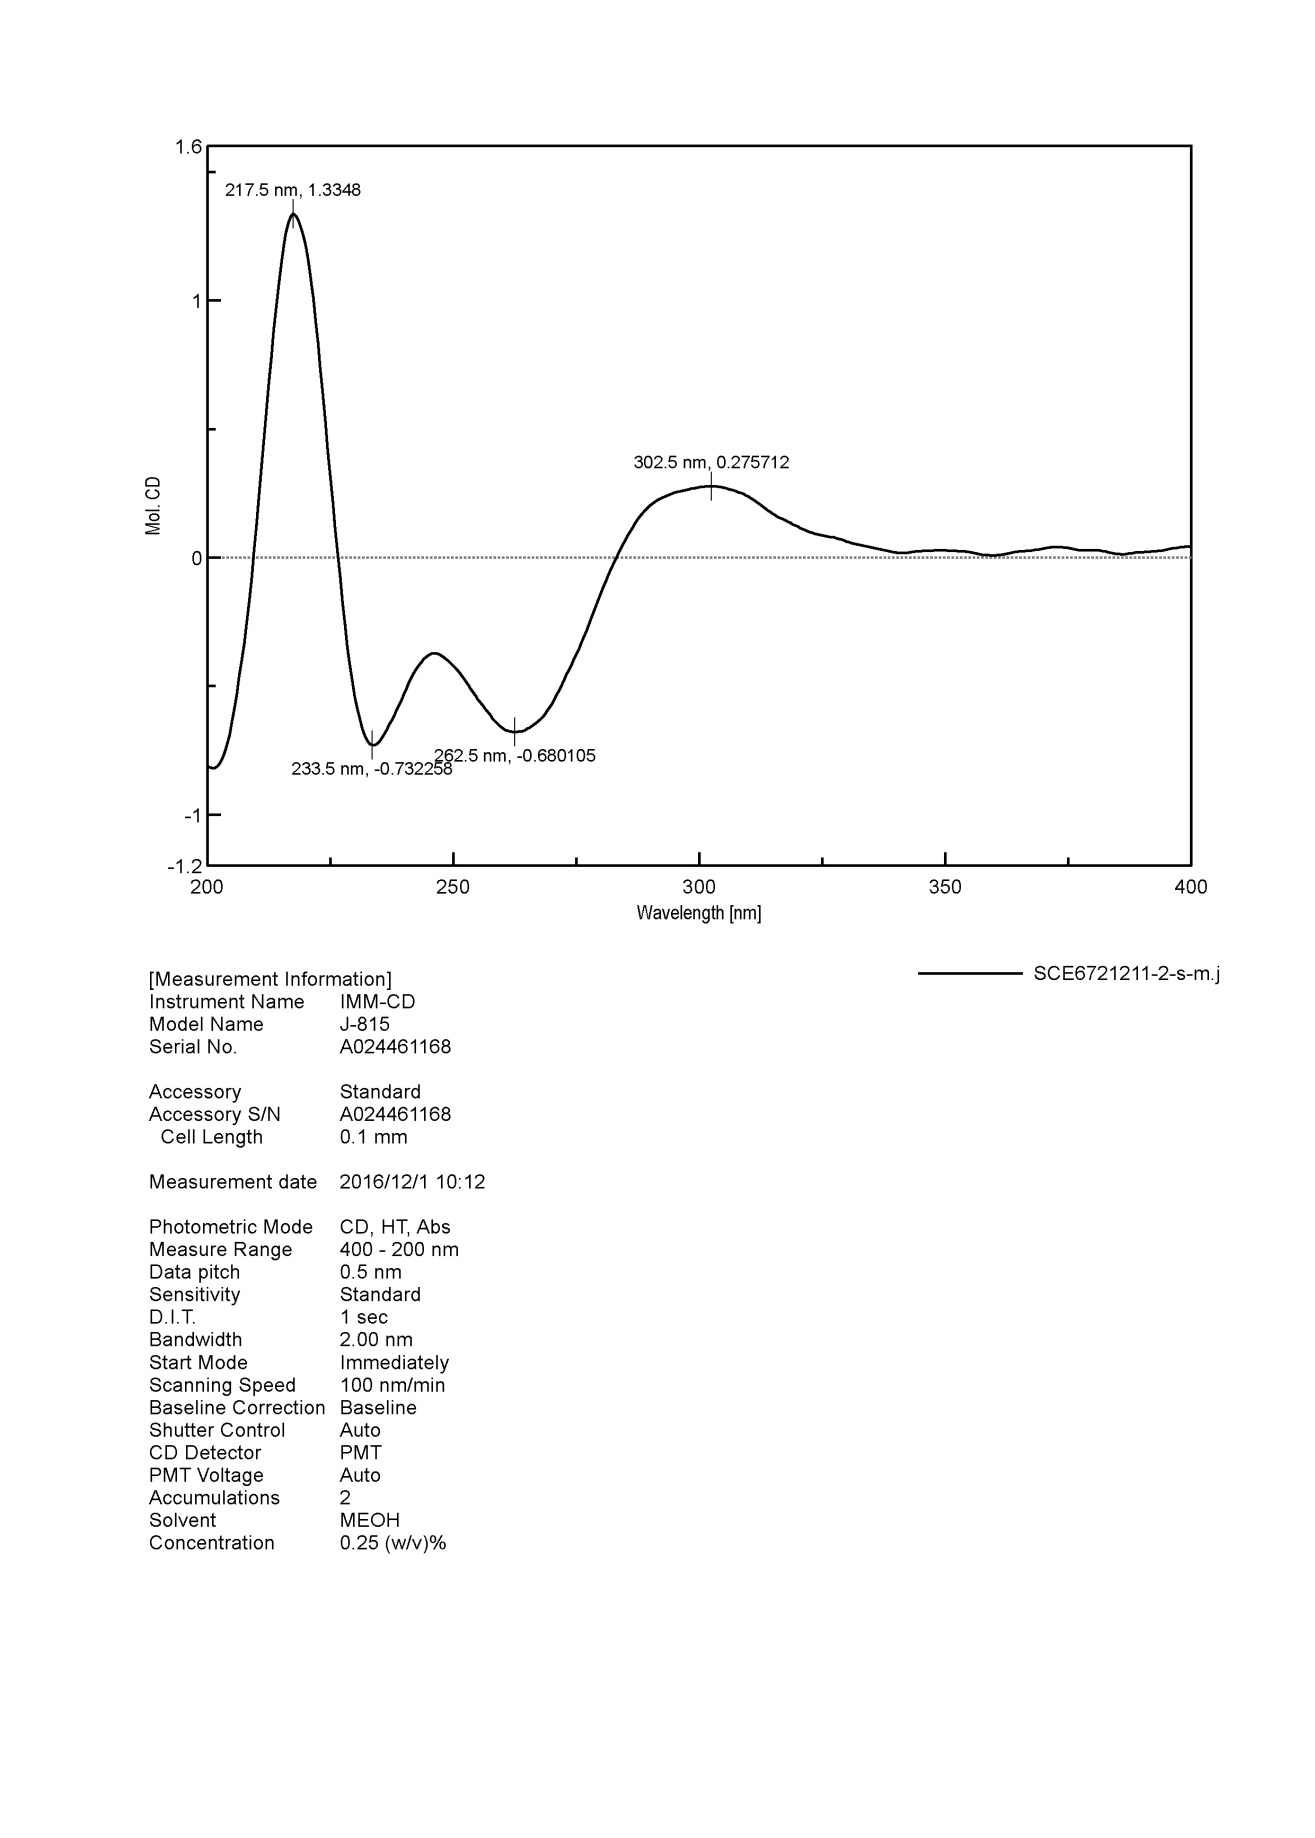 1.6
217.5 nm, 1.3348
1
302.5 nm, 0.275712
Mol. CD
0
262.5 nm, -0.680105
233.5 nm, -0.732258
-1
-1.2
200 250 300 350 400
Wavelength [nm]
SCE6721211-2-s-m.j
[Measurement Information]
Instrument Name IMM-CD
Model Name J-815
Serial No. A024461168
Accessory Standard
Accessory S/N A024461168
Cell Length 0.1 mm
Measurement date 2016/12/1 10:12
Photometric Mode CD, HT, Abs
Measure Range 400 - 200 nm
Data pitch 0.5 nm
Sensitivity Standard
D.I.T. 1 sec
Bandwidth 2.00 nm
Start Mode Immediately
Scanning Speed 100 nm/min
Baseline Correction Baseline
Shutter Control Auto
CD Detector PMT
PMT Voltage Auto
Accumulations 2
Solvent MEOH
Concentration 0.25 (w/v)%